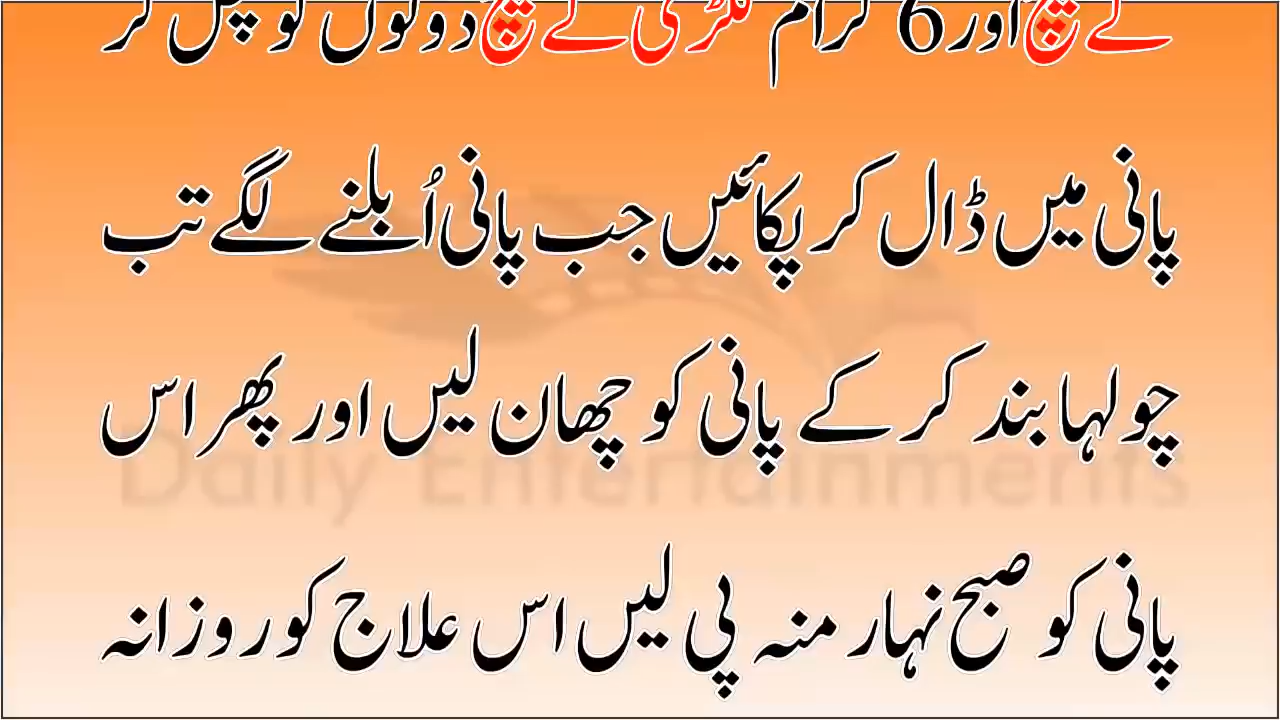 کے بیج اور 6 گرام ککڑی کے بیج دونوں کو پیس کر
پانی میں ڈال کر پکائیں جب پانی اُبلنے لگے تب
چولہا بند کر کے پانی کو چھان لیں اور پھر اس
Daily Entertainments
پانی کو صبح نہار منہ پی لیں اس علاج کو روزانہ